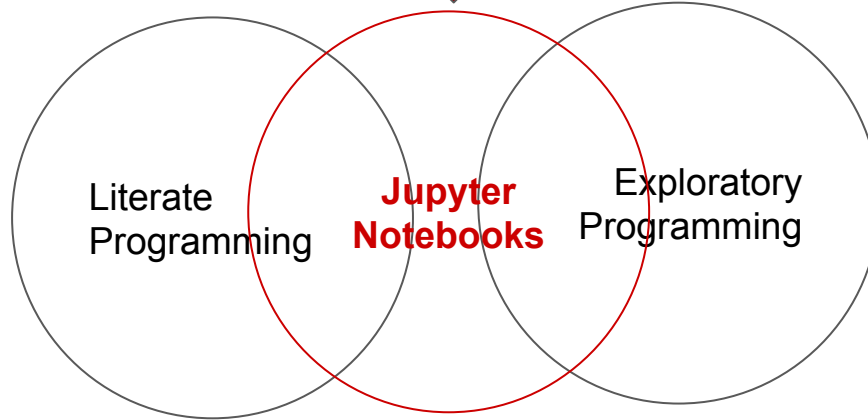 Literate
Programming
Jupyter
Notebooks
Exploratory
Programming